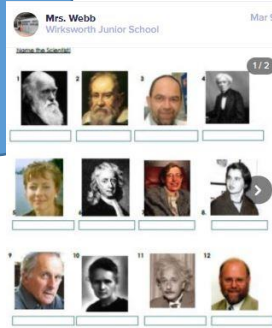 Mrs. Webb
Mar 9
Wirksworth Junior School
Name the Scientist!
1/2
1 2 3 4
5 6 7 8.
9 10 11 12